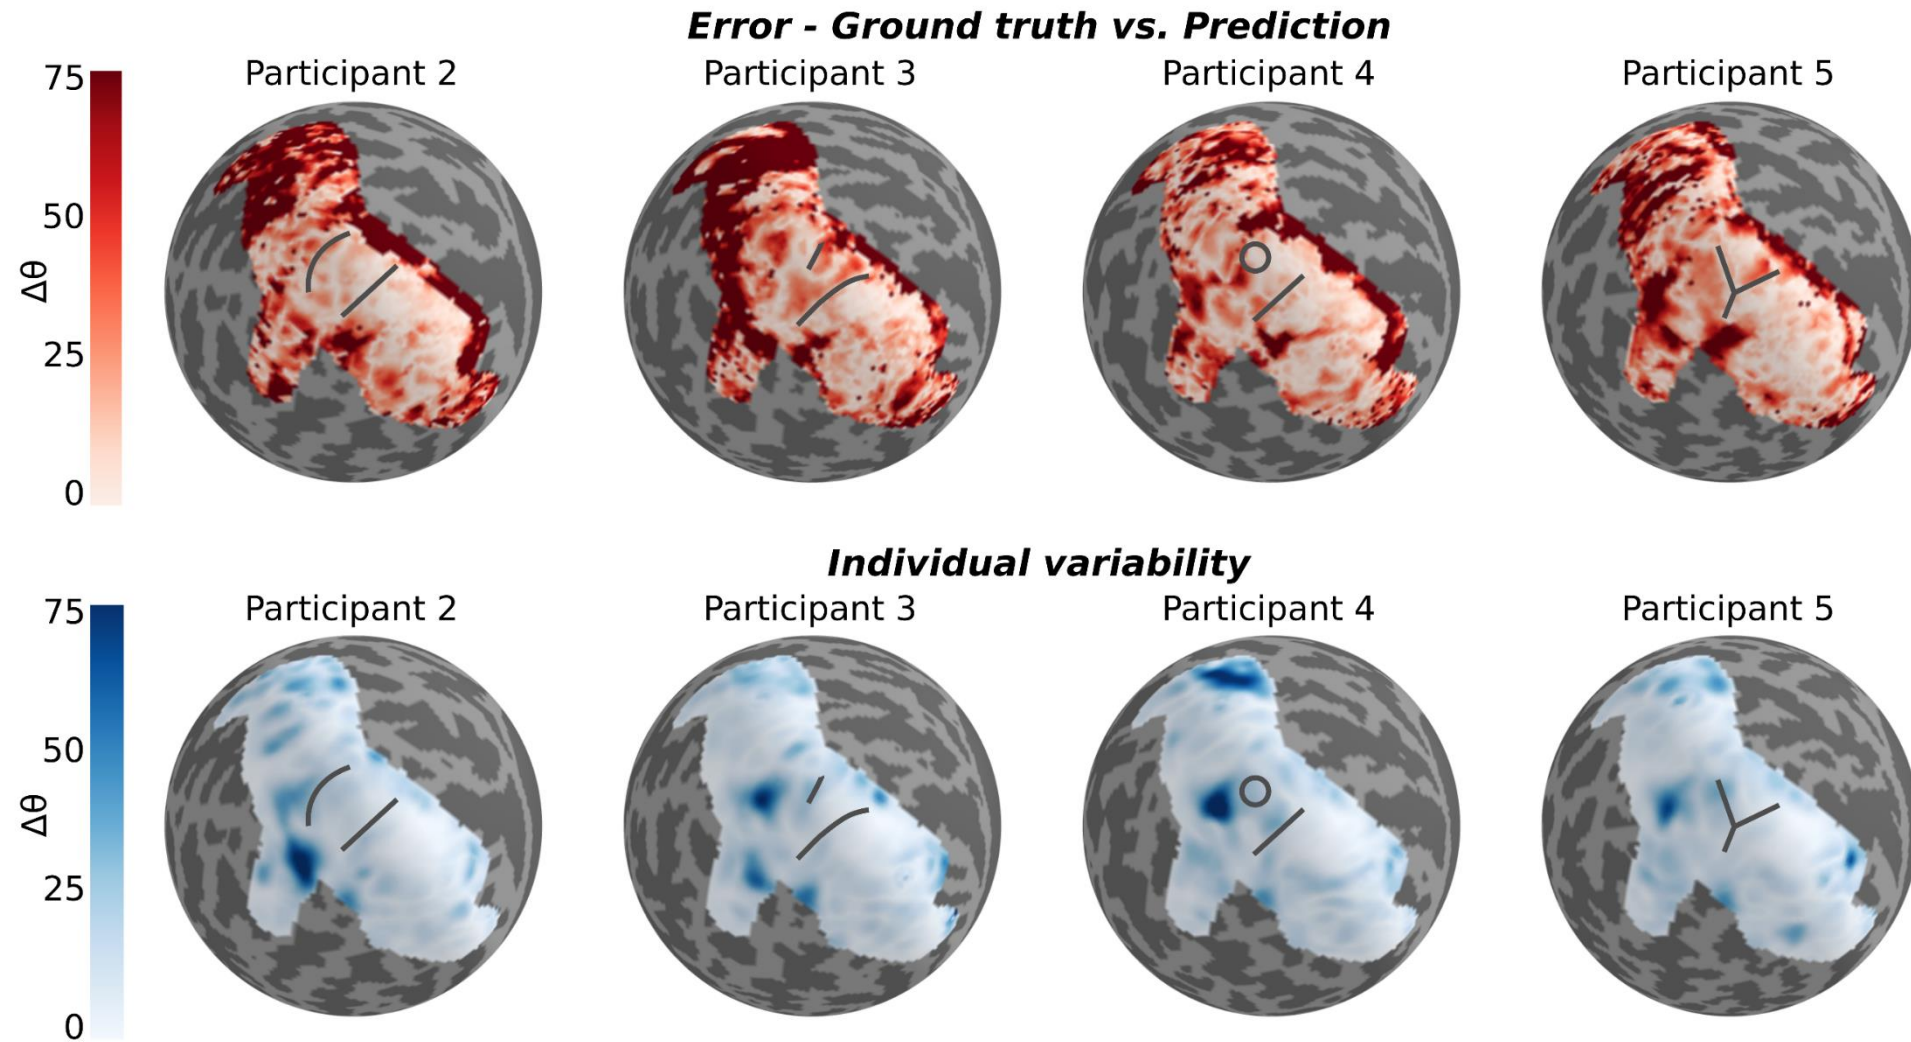 Error - Ground truth vs. Prediction
Participant 2
Participant 3
Participant 4
Participant 5
75
50
25
0
Δθ
Individual variability
Participant 2
Participant 3
Participant 4
Participant 5
75
50
25
0
Δθ